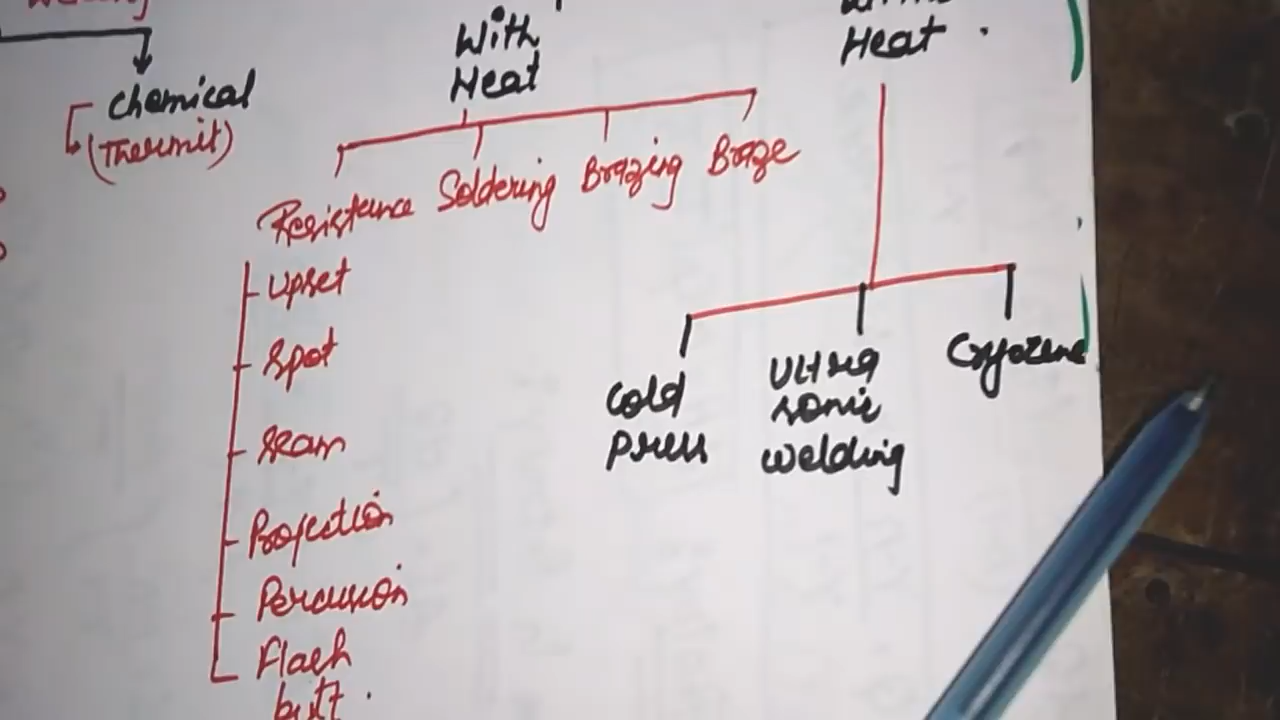 With
Heat
Heat .
Chemical
(Thermit)
Resistance Soldering Brazing Braze
Upset
Spot
Seam
Projection
Percusion
Flash
butt .
Cold
press
Ultra
sonic
welding